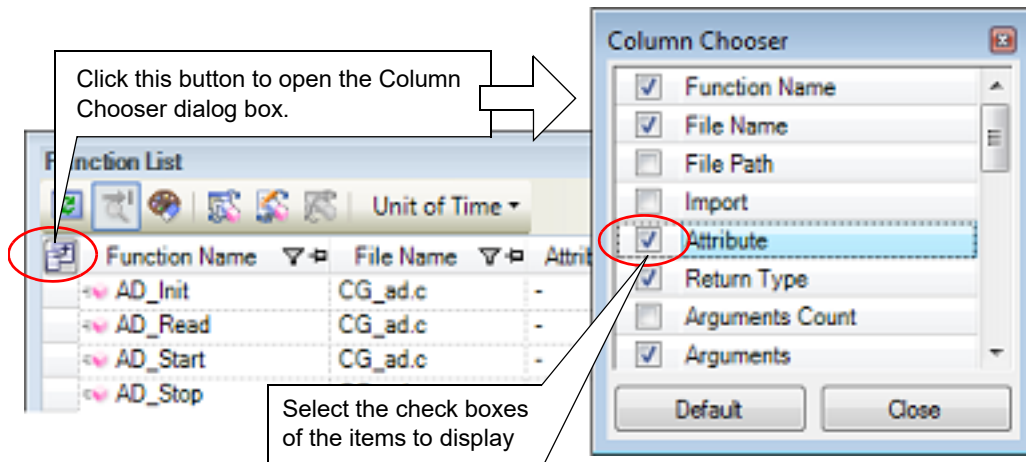 Click this button to open the Column
Chooser dialog box.
Function List
Unit of Time
Function Name File Name Attrib
AD_Init CG_ad.c -
AD_Read CG_ad.c -
AD_Start CG_ad.c -
AD_Stop
Select the check boxes
of the items to display
Column Chooser
Function Name
File Name
File Path
Import
Attribute
Return Type
Arguments Count
Arguments
Default Close